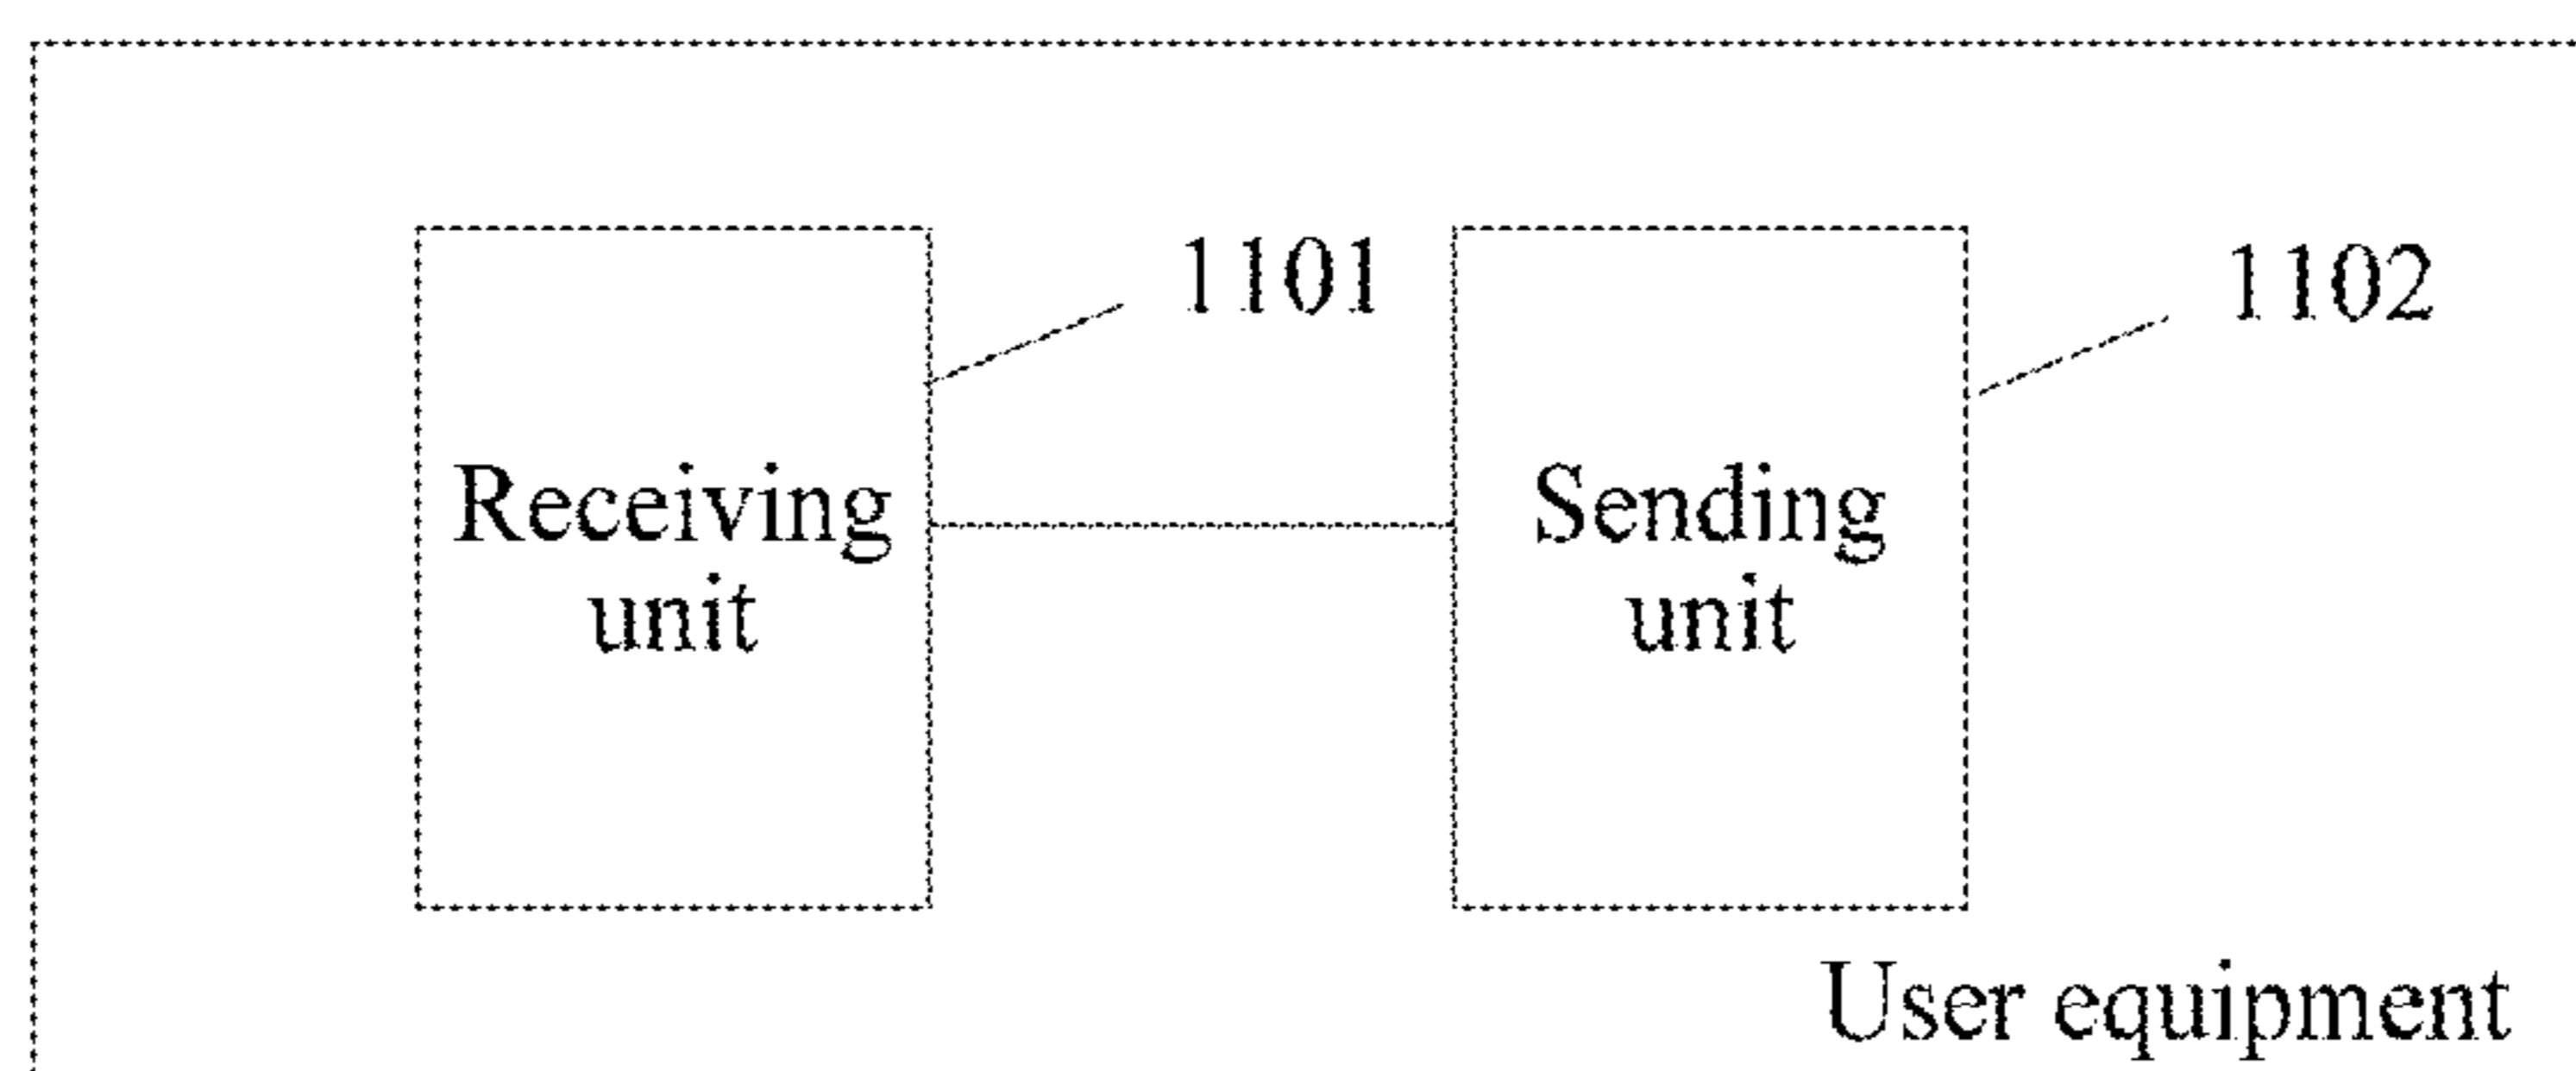 1101
1102
Receiving
unit
Sending
unit
User equipment